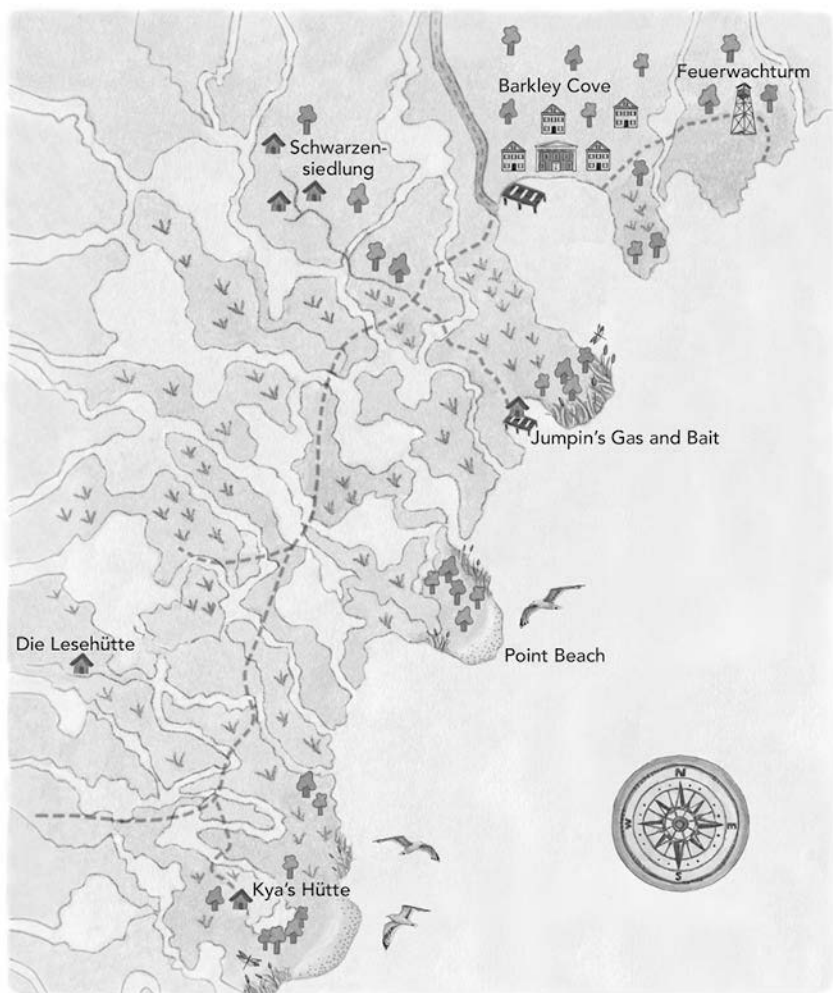 Feuerwachturm
Barkley Cove
Schwarzen-
siedlung
Jumpin's Gas and Bait
Die Lesehütte
Point Beach
N
W
E
S
Kya's Hütte